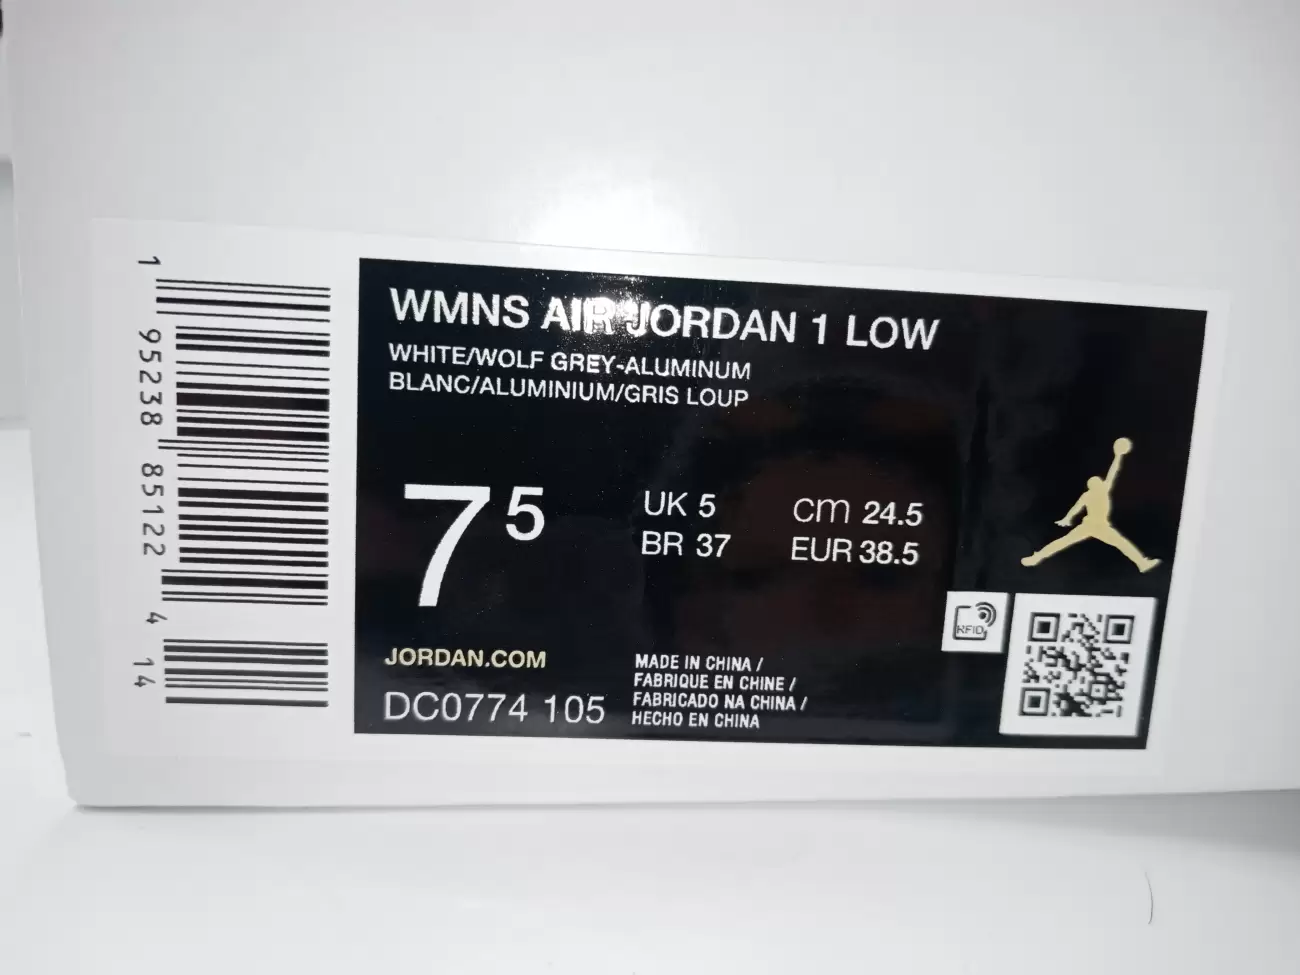 WMNS AIR JORDAN 1 LOW
WHITE/WOLF GREY-ALUMINUM
BLANC/ALUMINIUM/GRIS LOUP
7 5
UK 5
cm 24.5
BR 37
EUR 38.5
JORDAN.COM
DC0774 105
MADE IN CHINA /
FABRIQUE EN CHINE /
FABRICADO NA CHINA /
HECHO EN CHINA
RFID
1 95238 85122 4 14